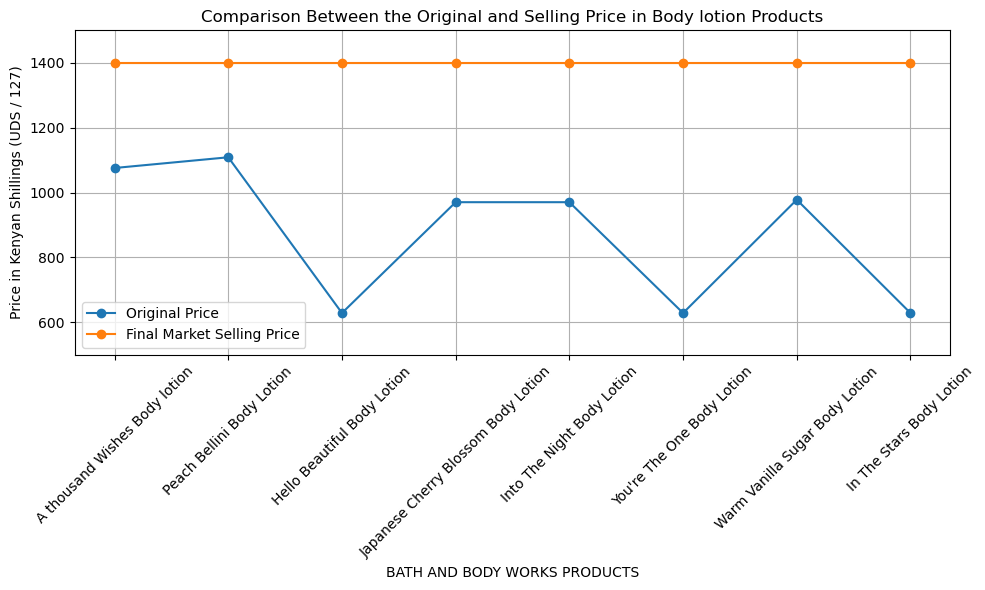 Comparison Between the Original and Selling Price in Body lotion Products
Price in Kenyan Shillings (UDS / 127)
1400
1200
1000
800
600
Original Price
Final Market Selling Price
A thousand Wishes Body lotion
Peach Bellini Body Lotion
Hello Beautiful Body Lotion
Japanese Cherry Blossom Body Lotion
Into The Night Body Lotion
You're The One Body Lotion
Warm Vanilla Sugar Body Lotion
In The Stars Body Lotion
BATH AND BODY WORKS PRODUCTS